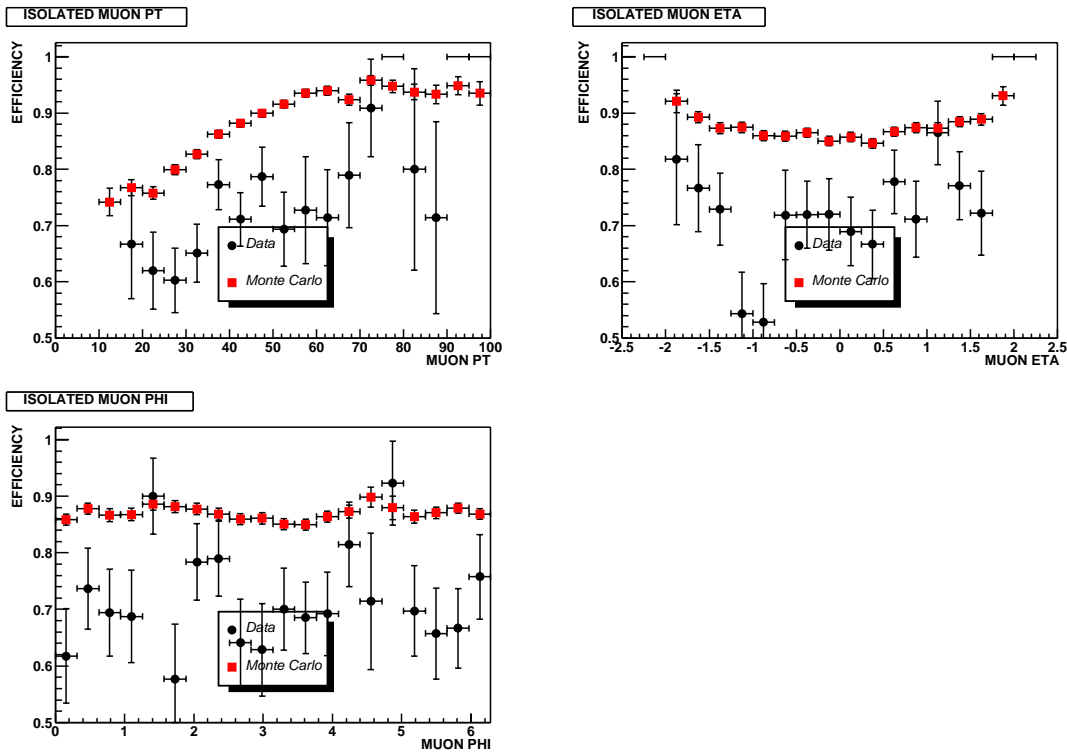 ISOLATED MUON PT
EFFICIENCY
1
0.9
0.8
0.7
0.6
0.5
Data
Monte Carlo
0 10 20 30 40 50 60 70 80 90 100
MUON PT
ISOLATED MUON ETA
EFFICIENCY
1
0.9
0.8
0.7
0.6
0.5
Data
Monte Carlo
-2.5 -2 -1.5 -1 -0.5 0 0.5 1 1.5 2 2.5
MUON ETA
ISOLATED MUON PHI
EFFICIENCY
1
0.9
0.8
0.7
0.6
0.5
Data
Monte Carlo
0 1 2 3 4 5 6
MUON PHI